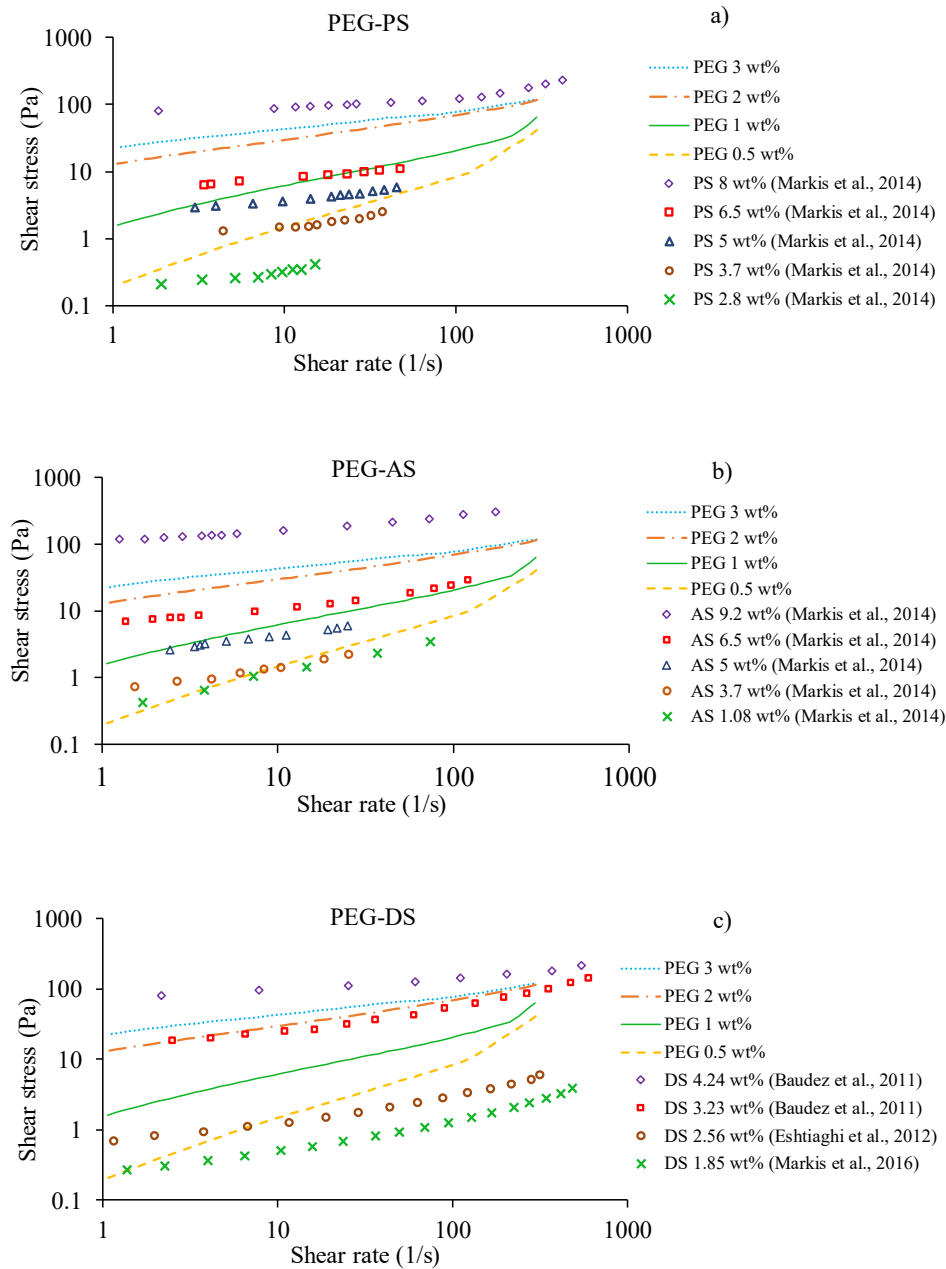 PEG-PS
a)
1000
100
10
1
0.1
Shear stress (Pa)
1
10
100
1000
Shear rate (1/s)
PEG 3 wt%
PEG 2 wt%
PEG 1 wt%
PEG 0.5 wt%
PS 8 wt% (Markis et al., 2014)
PS 6.5 wt% (Markis et al., 2014)
PS 5 wt% (Markis et al., 2014)
PS 3.7 wt% (Markis et al., 2014)
PS 2.8 wt% (Markis et al., 2014)
PEG-AS
b)
1000
100
10
1
0.1
Shear stress (Pa)
1
10
100
1000
Shear rate (1/s)
PEG 3 wt%
PEG 2 wt%
PEG 1 wt%
PEG 0.5 wt%
AS 9.2 wt% (Markis et al., 2014)
AS 6.5 wt% (Markis et al., 2014)
AS 5 wt% (Markis et al., 2014)
AS 3.7 wt% (Markis et al., 2014)
AS 1.08 wt% (Markis et al., 2014)
PEG-DS
c)
1000
100
10
1
0.1
Shear stress (Pa)
1
10
100
1000
Shear rate (1/s)
PEG 3 wt%
PEG 2 wt%
PEG 1 wt%
PEG 0.5 wt%
DS 4.24 wt% (Baudez et al., 2011)
DS 3.23 wt% (Baudez et al., 2011)
DS 2.56 wt% (Eshtiaghi et al., 2012)
DS 1.85 wt% (Markis et al., 2016)